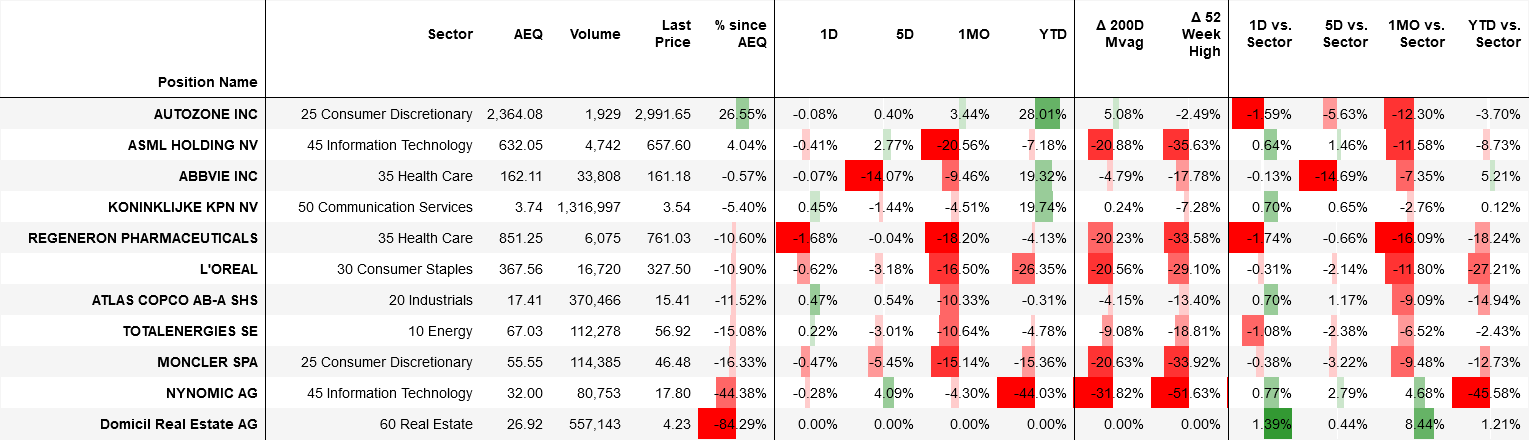 Position Name Sector AEQ Volume Last Price % since AEQ 1D 5D 1MO YTD Δ 200D Mvag Δ 52 Week High 1D vs. Sector 5D vs. Sector 1MO vs. Sector YTD vs. Sector
AUTOZONE INC 25 Consumer Discretionary 2,364.08 1,929 2,991.65 26.55% -0.08% 0.40% 3.44% 28.01% 5.08% -2.49% -1.59% -5.63% -12.30% -3.70%
ASML HOLDING NV 45 Information Technology 632.05 4,742 657.60 4.04% -0.41% 2.77% -20.56% -7.18% -20.88% -35.63% 0.64% 1.46% -11.58% -8.73%
ABBVIE INC 35 Health Care 162.11 33,808 161.18 -0.57% -0.07% -14.07% -9.46% 19.32% -4.79% -17.78% -0.13% -14.69% -7.35% 5.21%
KONINKLIJKE KPN NV 50 Communication Services 3.74 1,316,997 3.54 -5.40% 0.45% -1.44% -4.51% 19.74% 0.24% -7.28% 0.70% 0.65% -2.76% 0.12%
REGENERON PHARMACEUTICALS 35 Health Care 851.25 6,075 761.03 -10.60% -1.68% -0.04% -18.20% -4.13% -20.23% -33.58% -1.74% -0.66% -16.09% -18.24%
L'OREAL 30 Consumer Staples 367.56 16,720 327.50 -10.90% -0.62% -3.18% -16.50% -26.35% -20.56% -29.10% -0.31% -2.14% -11.80% -27.21%
ATLAS COPCO AB-A SHS 20 Industrials 17.41 370,466 15.41 -11.52% 0.47% 0.54% -10.33% -0.31% -4.15% -13.40% 0.70% 1.17% -9.09% -14.94%
TOTALENERGIES SE 10 Energy 67.03 112,278 56.92 -15.08% 0.22% -3.01% -10.64% -4.78% -9.08% -18.81% -1.08% -2.38% -6.52% -2.43%
MONCLER SPA 25 Consumer Discretionary 55.55 114,385 46.48 -16.33% -0.47% -5.45% -15.14% -15.36% -20.63% -33.92% -0.38% -3.22% -9.48% -12.73%
NYNOMIC AG 45 Information Technology 32.00 80,753 17.80 -44.38% -0.28% 4.09% -4.30% -44.03% -31.82% -51.63% 0.77% 2.79% 4.68% -45.58%
Domicil Real Estate AG 60 Real Estate 26.92 557,143 4.23 -84.29% 0.00% 0.00% 0.00% 0.00% 0.00% 0.00% 1.39% 0.44% 8.44% 1.21%